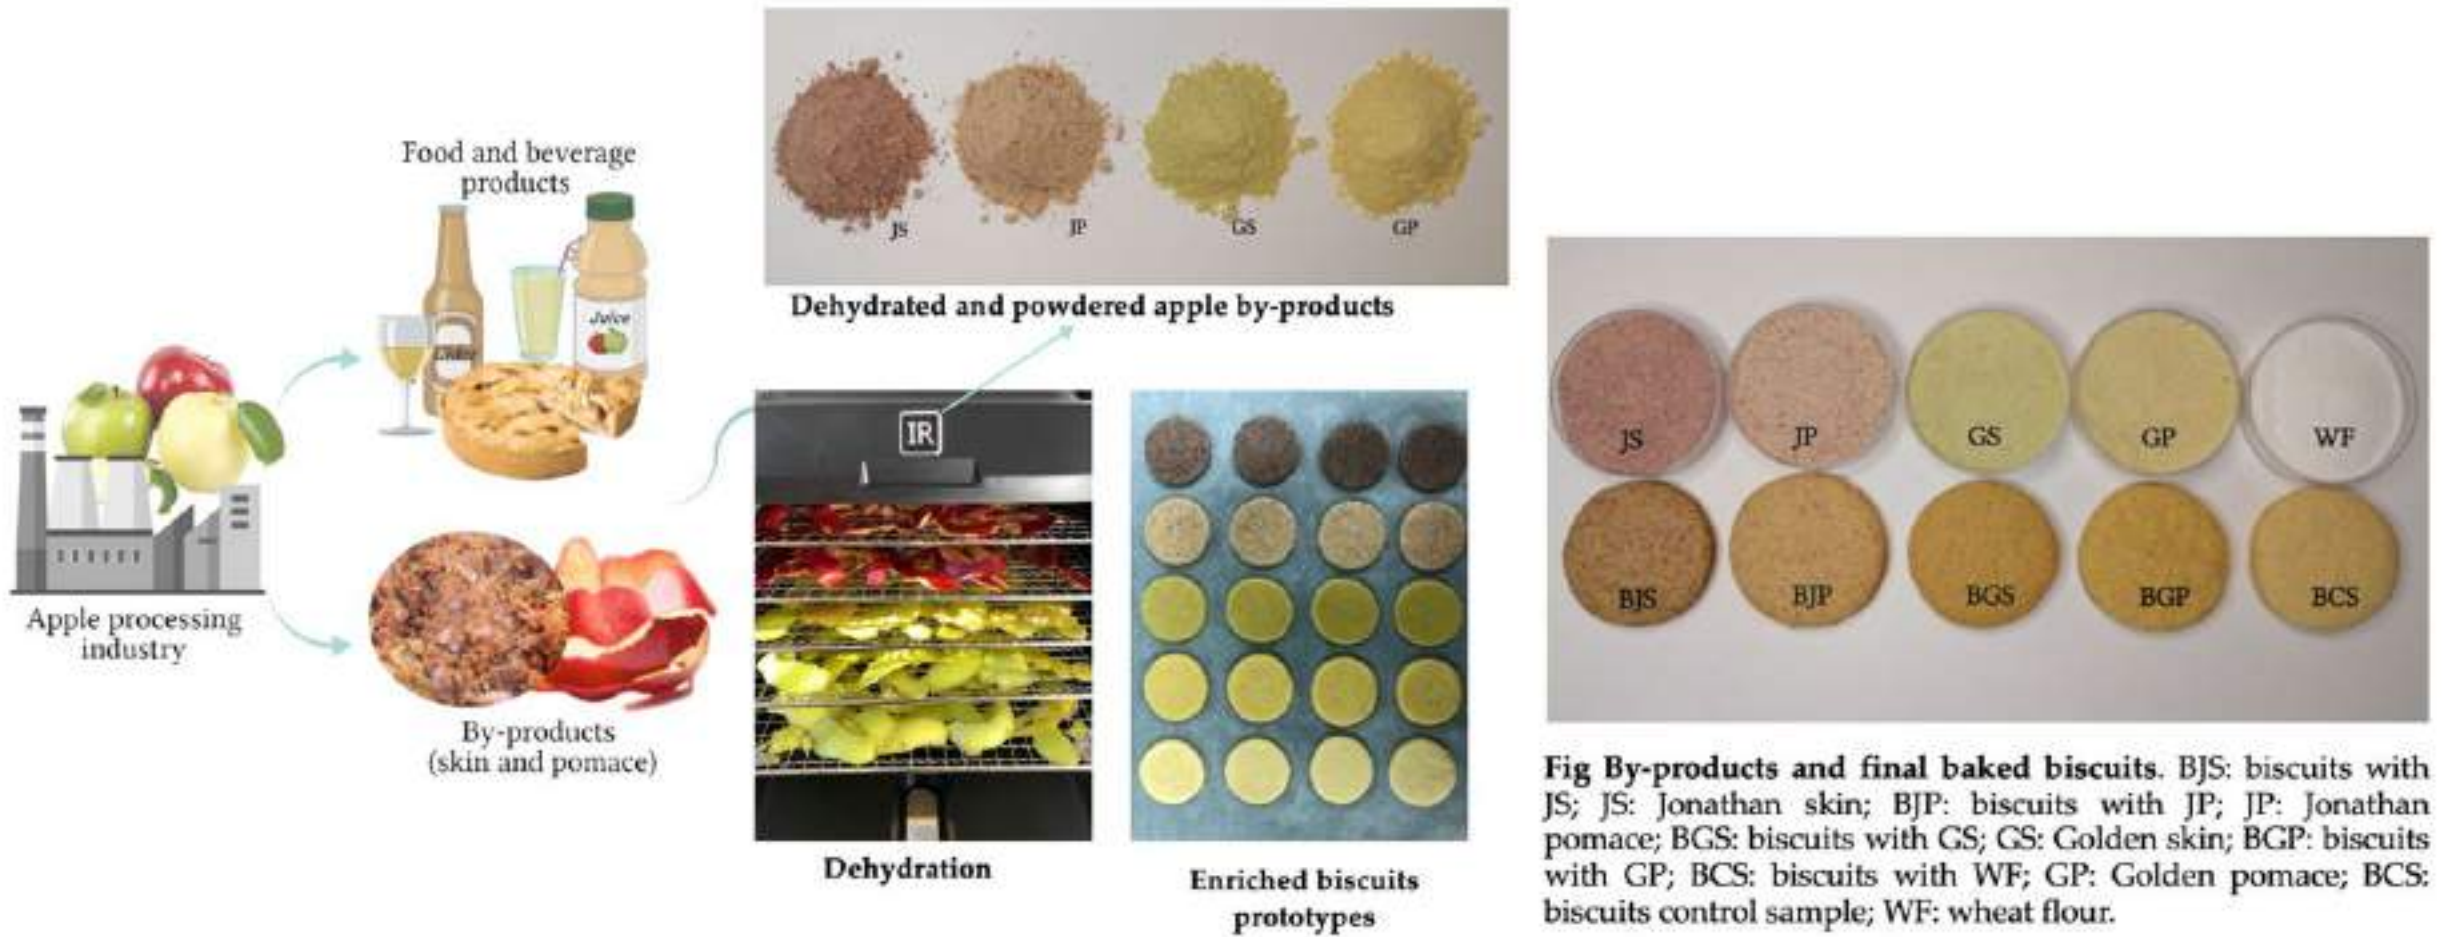 Food and beverage
products
Cider
Juice
Apple processing
industry
By-products
(skin and pomace)
JS
JP
GS
GP
Dehydrated and powdered apple by-products
IR
Dehydration
Enriched biscuits
prototypes
JS
JP
GS
GP
WF
BJS
BJP
BGS
BGP
BCS
Fig By-products and final baked biscuits. BJS: biscuits with
JS; JS: Jonathan skin; BJP: biscuits with JP; JP: Jonathan
pomace; BGS: biscuits with GS; GS: Golden skin; BGP: biscuits
with GP; BCS: biscuits with WF; GP: Golden pomace; BCS:
biscuits control sample; WF: wheat flour.